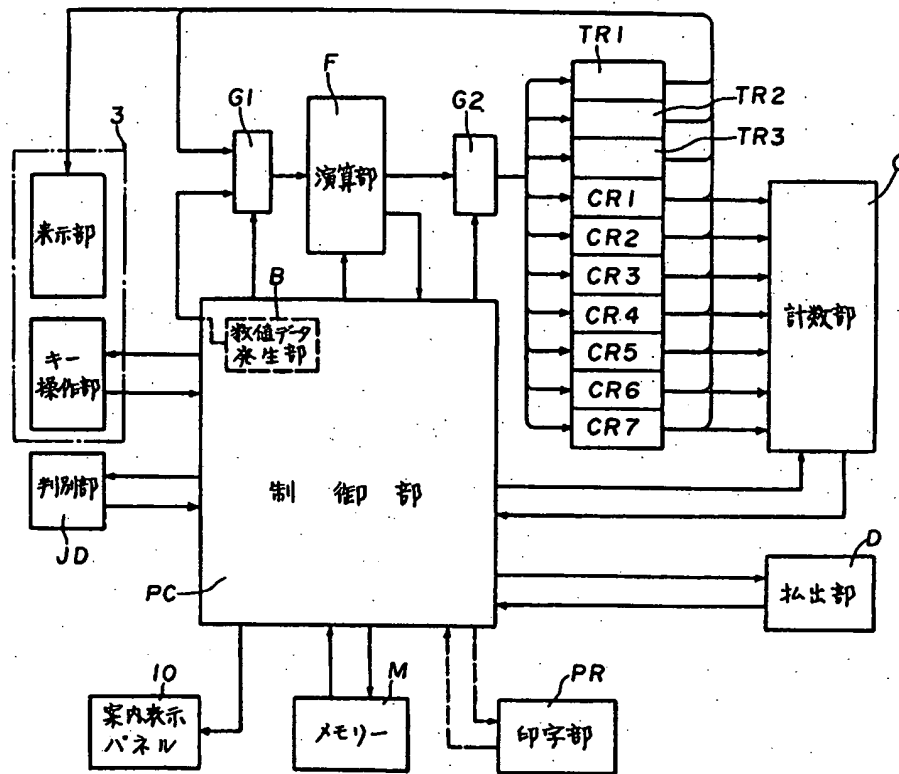 TR1
F
G1
G2
TR2
TR3
3
演算部
C
表示部
CR1
CR2
CR3
計数部
B
数値データ
発生部
CR4
キー
操作部
CR5
CR6
CR7
判別部
制御部
JD
D
PC
払出部
10
M
PR
案内表示
パネル
メモリー
印字部